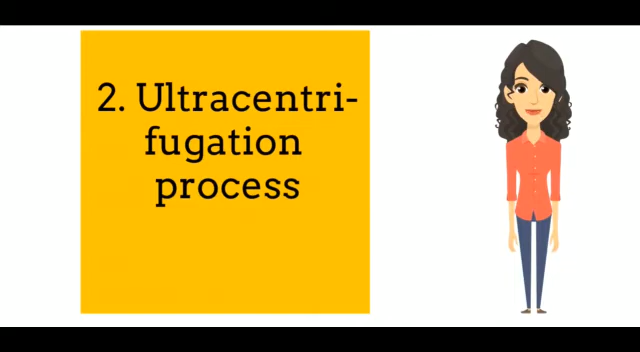 2. Ultracentri-
fugation
process